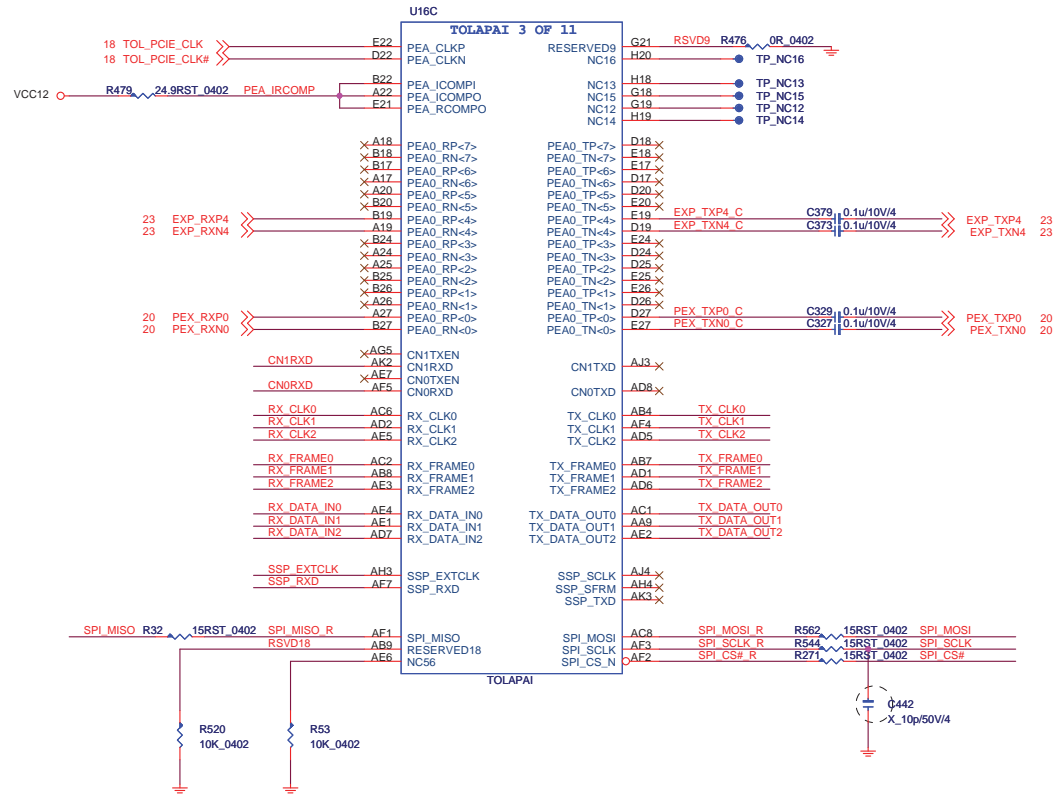 U16C
TOLAPAI 3 OF 11
18 TOL_PCIE_CLK E22 PEA_CLKP RESERVED9 G21 RSVD9 R476 0R_0402
18 TOL_PCIE_CLK# D22 PEA_CLKN NC16 H20 TP_NC16
B22 PEA_ICOMPI NC13 H18 TP_NC13
VCC12 R479 24.9RST_0402 PEA_IRCOMP A22 PEA_ICOMPO NC15 G18 TP_NC15
E21 PEA_RCOMPO NC12 G19 TP_NC12
NC14 H19 TP_NC14
A18 PEA0_RP<7> PEA0_TP<7> D18
B18 PEA0_RN<7> PEA0_TN<7> E18
B17 PEA0_RP<6> PEA0_TP<6> E17
A17 PEA0_RN<6> PEA0_TN<6> D17
A20 PEA0_RP<5> PEA0_TP<5> D20
B20 PEA0_RN<5> PEA0_TN<5> E20
23 EXP_RXP4 B19 PEA0_RP<4> PEA0_TP<4> E19 EXP_TXP4_C C379 0.1u/10V/4 EXP_TXP4 23
23 EXP_RXN4 A19 PEA0_RN<4> PEA0_TN<4> D19 EXP_TXN4_C C373 0.1u/10V/4 EXP_TXN4 23
B24 PEA0_RP<3> PEA0_TP<3> E24
A24 PEA0_RN<3> PEA0_TN<3> D24
A25 PEA0_RP<2> PEA0_TP<2> D25
B25 PEA0_RN<2> PEA0_TN<2> E25
B26 PEA0_RP<1> PEA0_TP<1> E26
A26 PEA0_RN<1> PEA0_TN<1> D26
20 PEX_RXP0 A27 PEA0_RP<0> PEA0_TP<0> D27 PEX_TXP0_C C329 0.1u/10V/4 PEX_TXP0 20
20 PEX_RXN0 B27 PEA0_RN<0> PEA0_TN<0> E27 PEX_TXN0_C C327 0.1u/10V/4 PEX_TXN0 20
AG5 CN1TXEN
CN1RXD AK2 CN1RXD CN1TXD AJ3
AE7 CN0TXEN
CN0RXD AF5 CN0RXD CN0TXD AD8
RX_CLK0 AC6 RX_CLK0 TX_CLK0 AB4 TX_CLK0
RX_CLK1 AD2 RX_CLK1 TX_CLK1 AF4 TX_CLK1
RX_CLK2 AE5 RX_CLK2 TX_CLK2 AD5 TX_CLK2
RX_FRAME0 AC2 RX_FRAME0 TX_FRAME0 AB7 TX_FRAME0
RX_FRAME1 AB8 RX_FRAME1 TX_FRAME1 AD1 TX_FRAME1
RX_FRAME2 AE3 RX_FRAME2 TX_FRAME2 AD6 TX_FRAME2
RX_DATA_IN0 AE4 RX_DATA_IN0 TX_DATA_OUT0 AC1 TX_DATA_OUT0
RX_DATA_IN1 AE1 RX_DATA_IN1 TX_DATA_OUT1 AA9 TX_DATA_OUT1
RX_DATA_IN2 AD7 RX_DATA_IN2 TX_DATA_OUT2 AE2 TX_DATA_OUT2
SSP_EXTCLK AH3 SSP_EXTCLK SSP_SCLK AJ4
SSP_RXD AF7 SSP_RXD SSP_SFRM AH4
SSP_TXD AK3
SPI_MISO R32 15RST_0402 SPI_MISO_R AF1 SPI_MISO SPI_MOSI AC8 SPI_MOSI_R R562 15RST_0402 SPI_MOSI
RSVD18 AB9 RESERVED18 SPI_SCLK AF3 SPI_SCLK_R R544 15RST_0402 SPI_SCLK
AE6 NC56 SPI_CS_N AF2 SPI_CS#_R R271 15RST_0402 SPI_CS#
TOLAPAI
C442
X_10p/50V/4
R520 R53
10K_0402 10K_0402